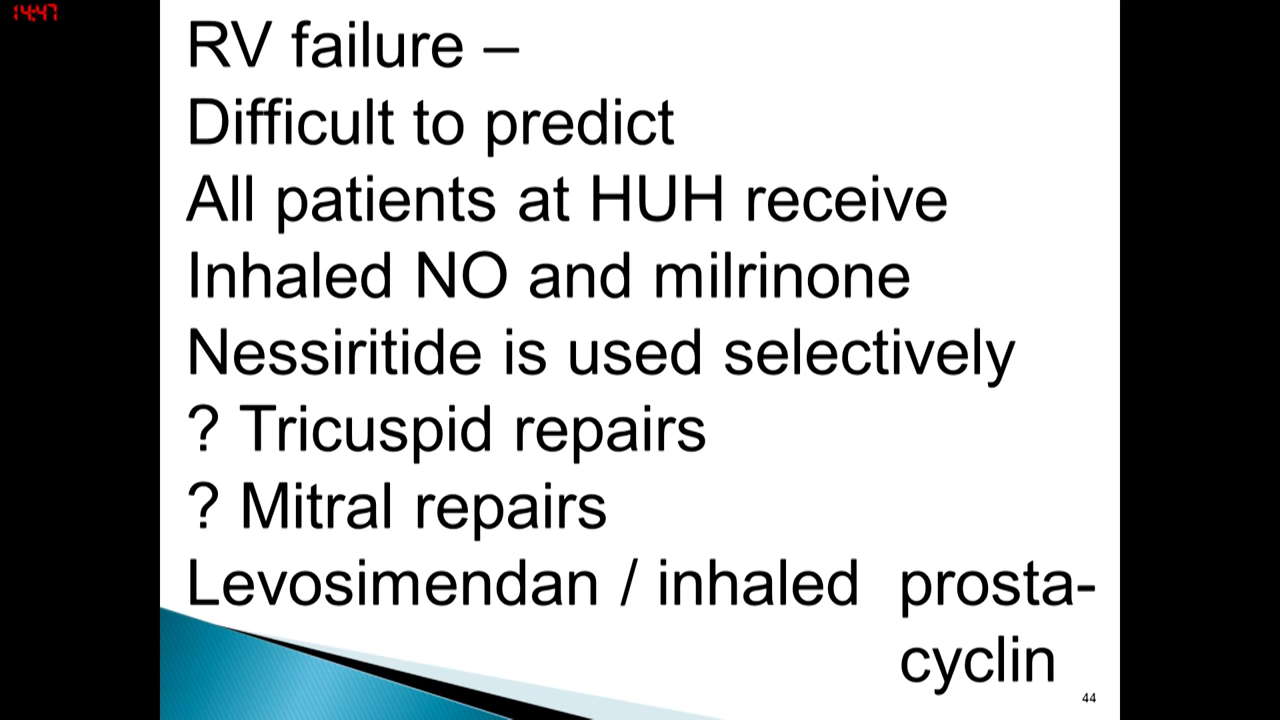 14:47
RV failure –
Difficult to predict
All patients at HUH receive
Inhaled NO and milrinone
Nessiritide is used selectively
? Tricuspid repairs
? Mitral repairs
Levosimendan / inhaled prosta-
cyclin
44